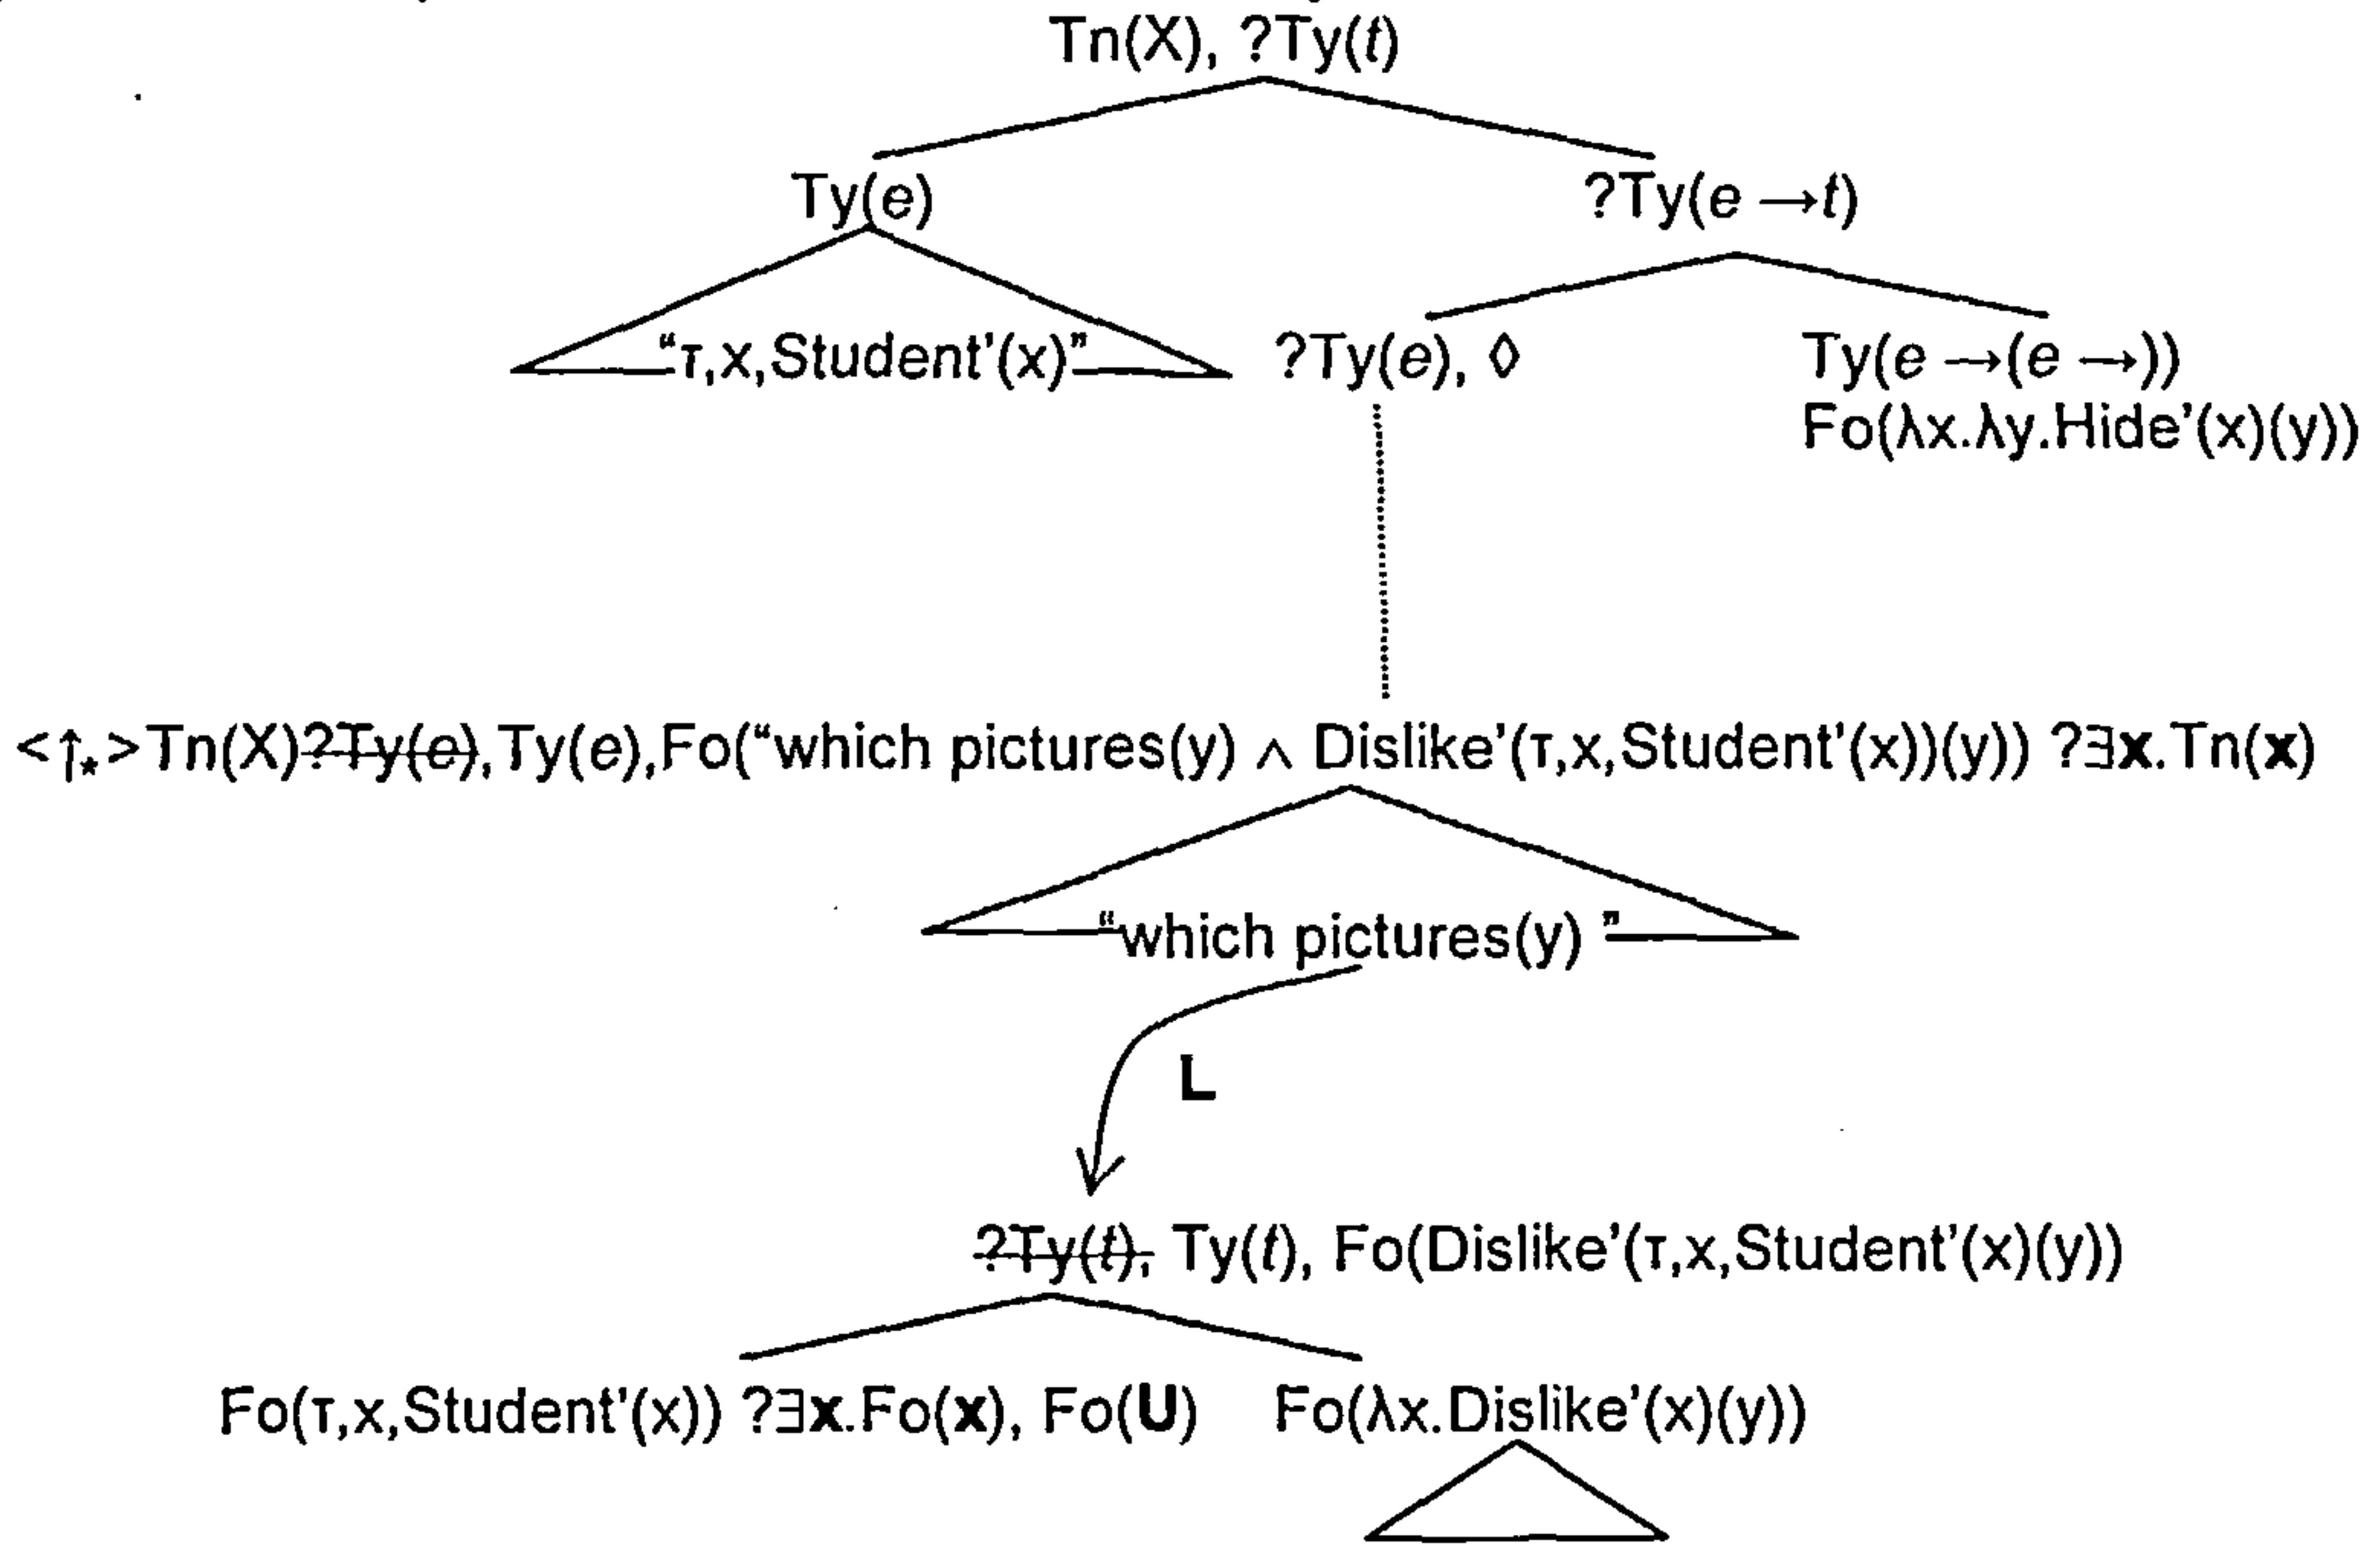 Tn(X), ?Ty(t)
Ty(e) ?Ty(e →t)
“τ,x,Student’(x)” ?Ty(e), ◊ Ty(e →(e →))
Fo(λx.λy.Hide’(x)(y))
<↑*>Tn(X)?Ty(e),Ty(e),Fo(“which pictures(y) ∧ Dislike’(τ,x,Student’(x))(y)) ?∃x.Tn(x)
“which pictures(y) ”
L
?Ty(t), Ty(t), Fo(Dislike’(τ,x,Student’(x)(y))
Fo(τ,x,Student’(x)) ?∃x.Fo(x), Fo(U) Fo(λx.Dislike’(x)(y))